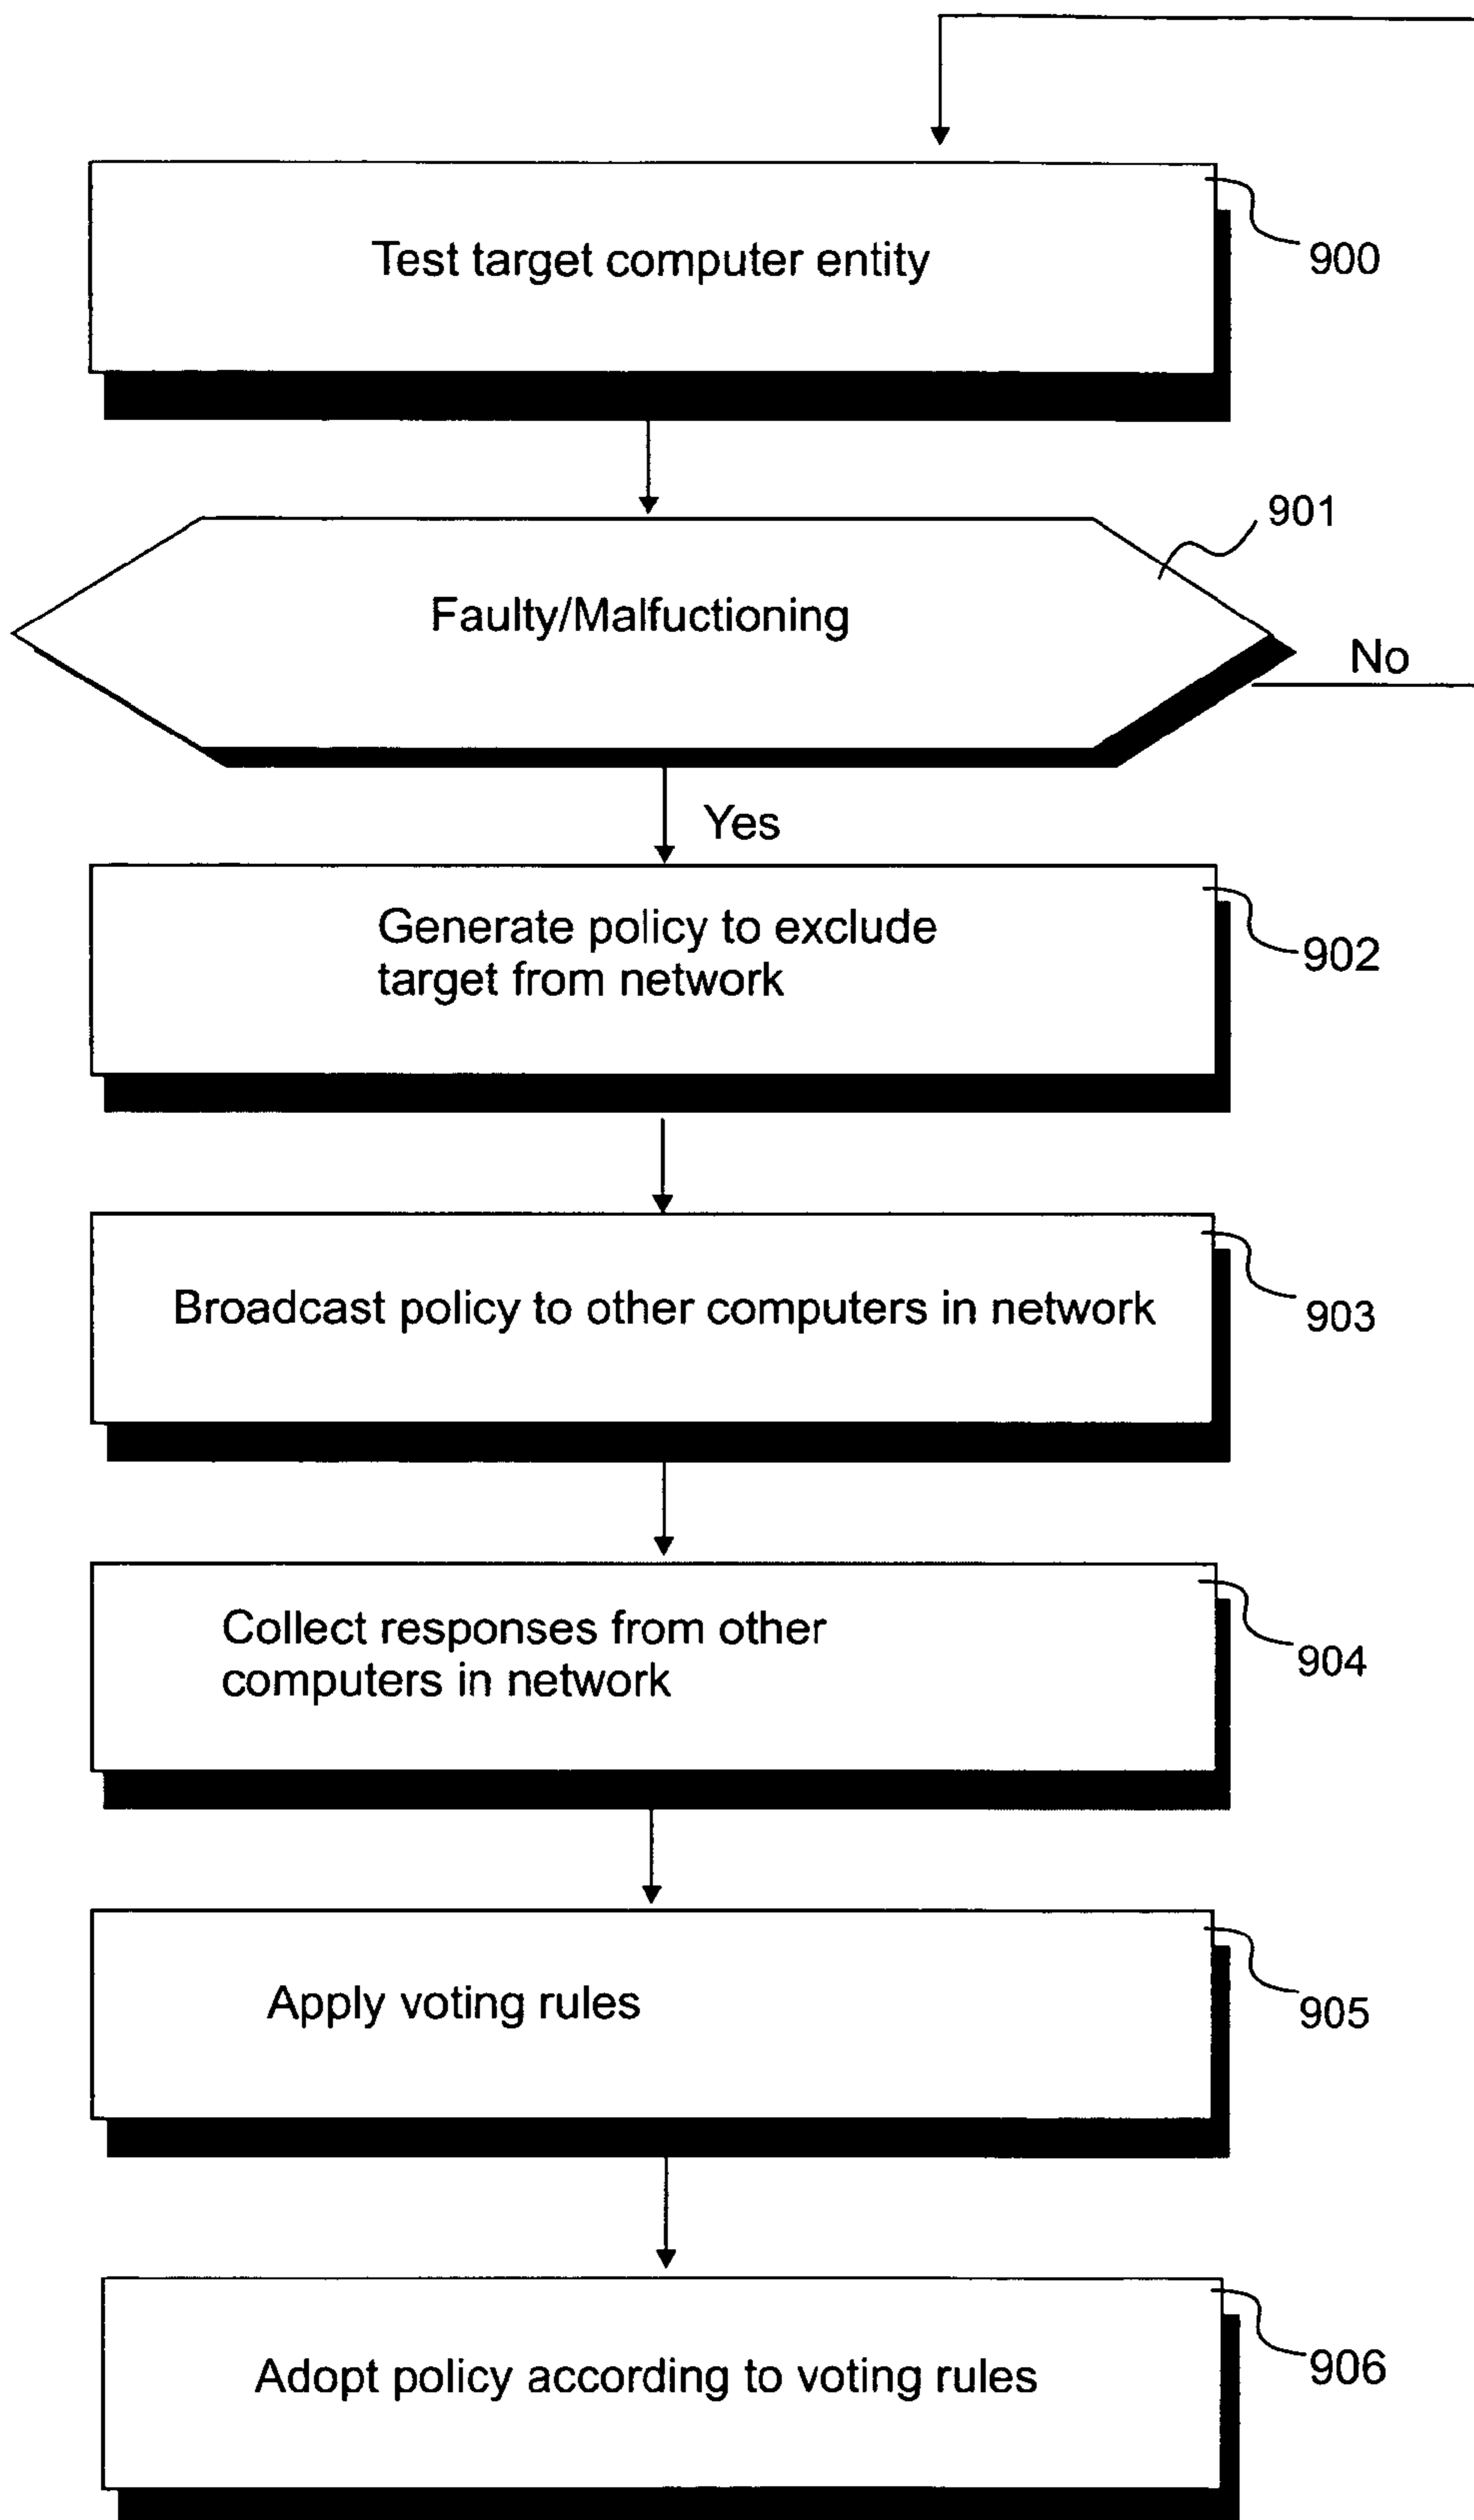 Test target computer entity
900
901
Faulty/Malfuctioning
No
Yes
Generate policy to exclude
target from network
902
Broadcast policy to other computers in network
903
Collect responses from other
computers in network
904
Apply voting rules
905
Adopt policy according to voting rules
906